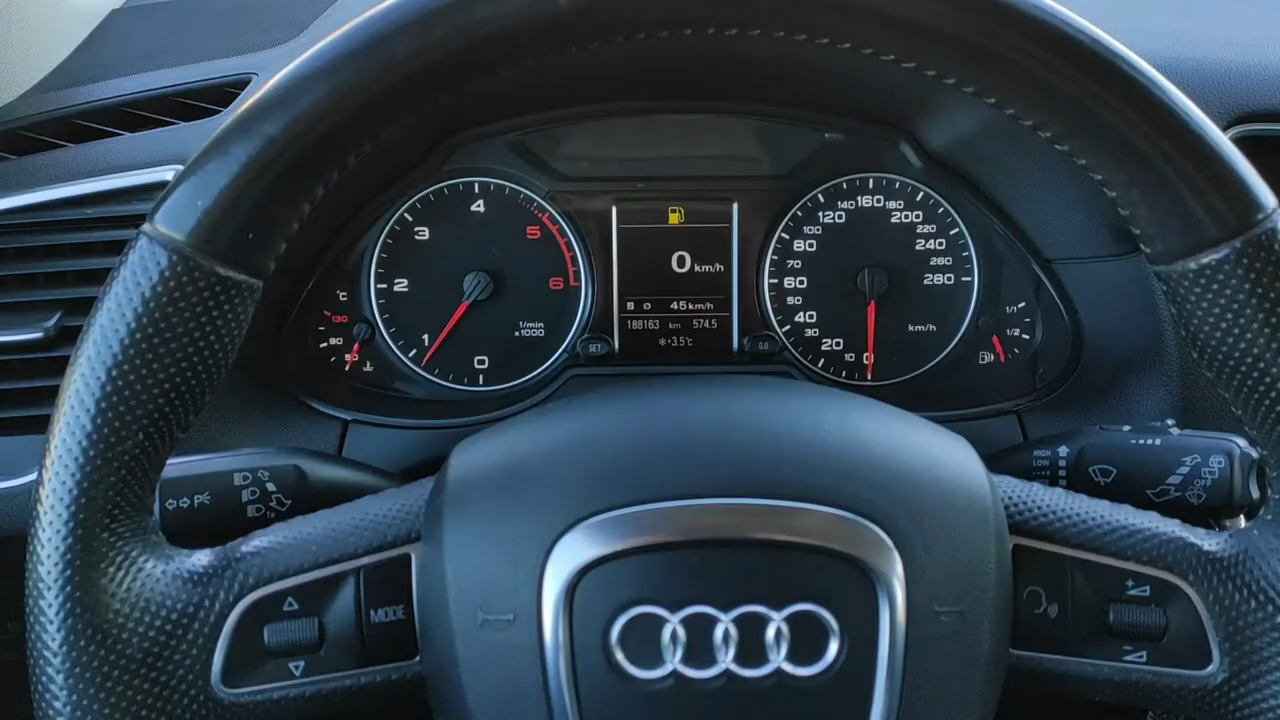 4
3
5
2
6
1
1/min
x1000
0
°C
130
90
50
SET
0 km/h
45 km/h
188163 km 574.5
+3.5°C
0.0
140 160 180
120 200
100 220
80 240
70 260
60 280
50
40
30
20
10 0
km/h
1/1
1/2
P
HIGH
LOW
OFF
MODE
+
-